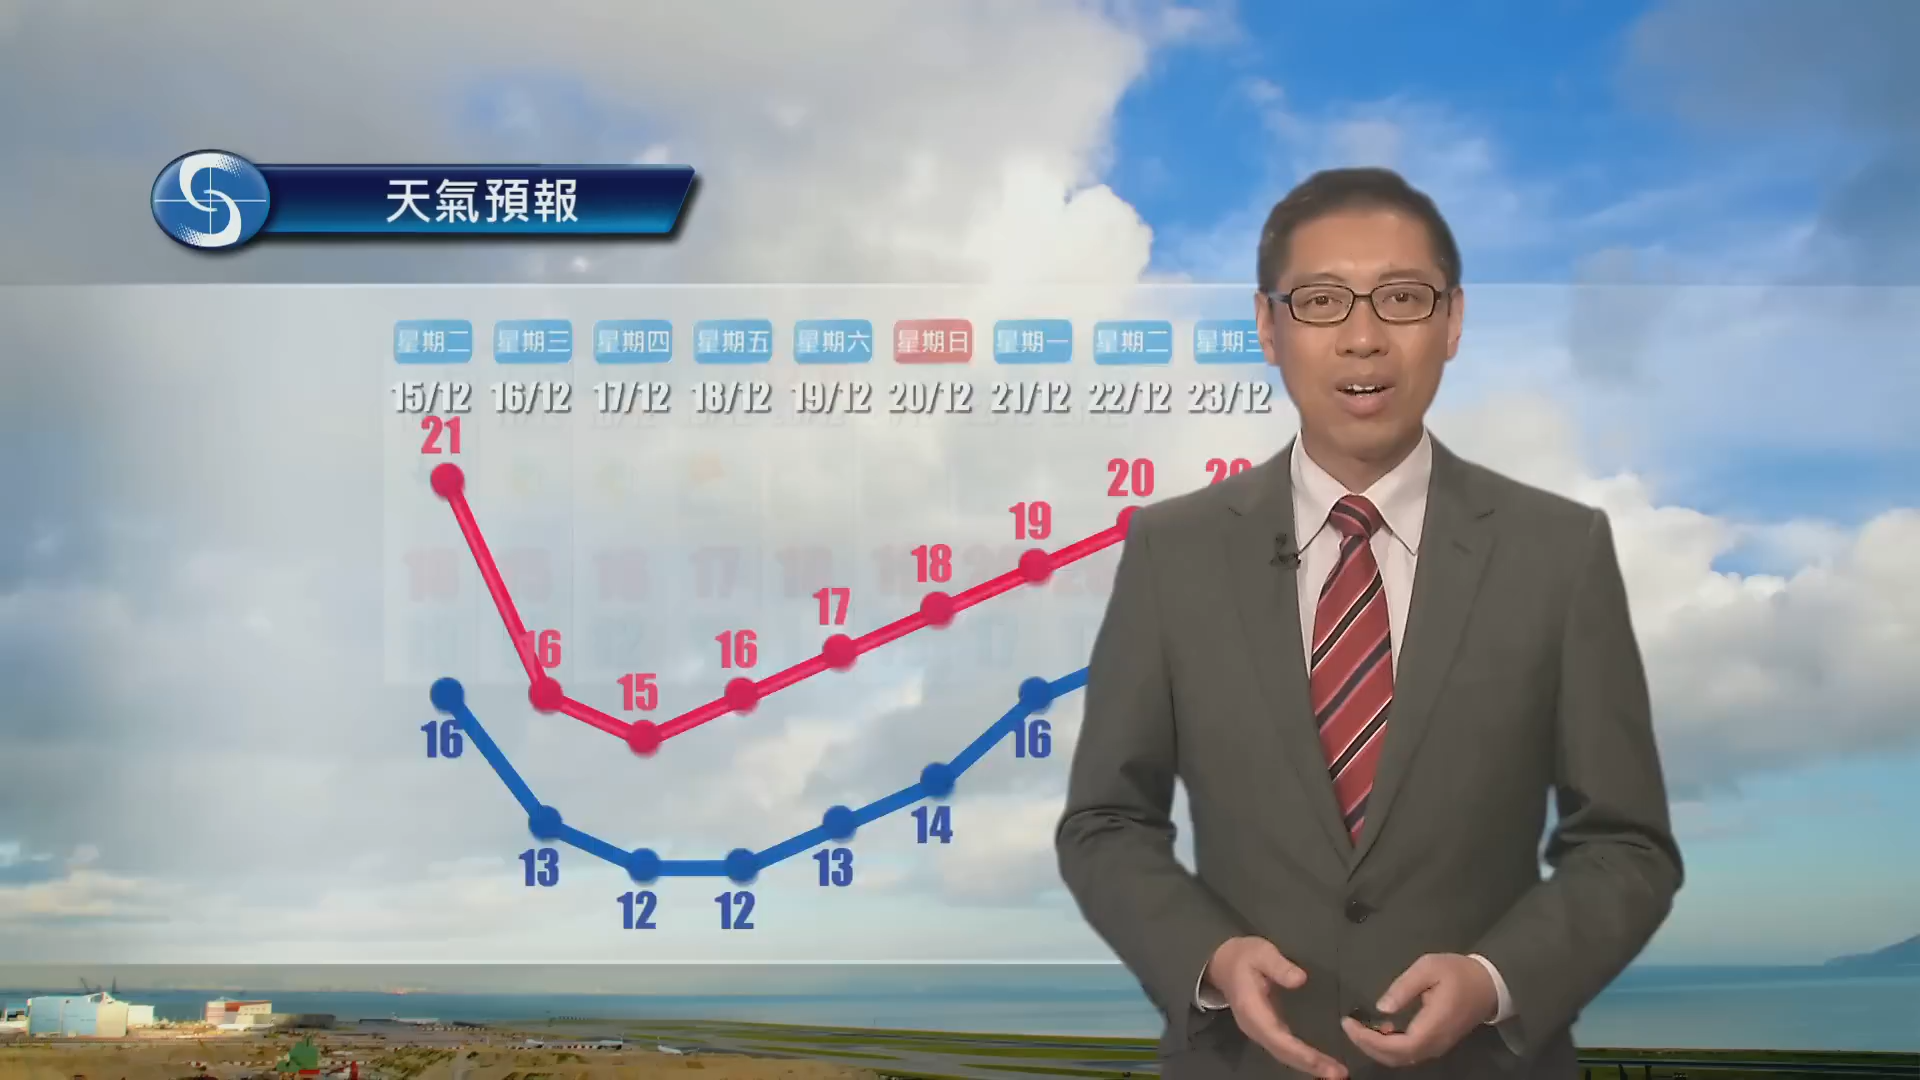 天氣預報
星期二 星期三 星期四 星期五 星期六 星期日 星期一 星期二 星期三
15/12 16/12 17/12 18/12 19/12 20/12 21/12 22/12 23/12
21 16 15 16 17 18 19 20
16 13 12 12 13 14 16